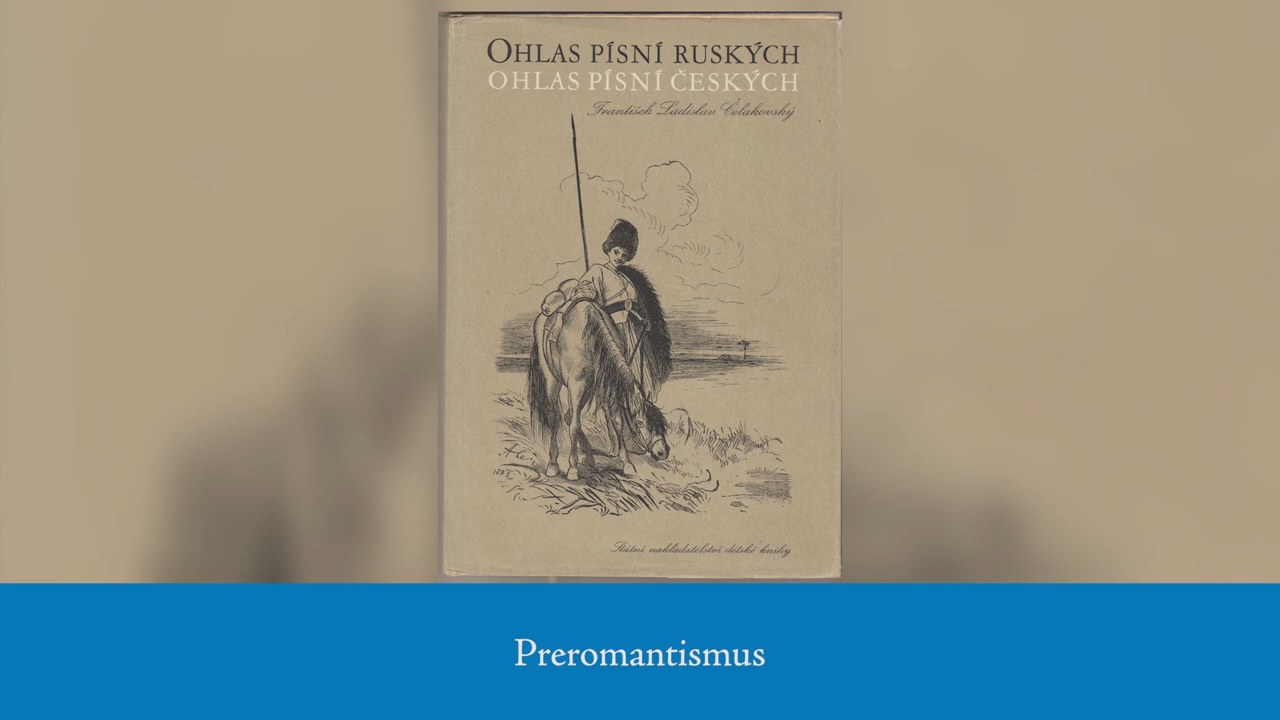 OHLAS PÍSNÍ RUSKÝCH
OHLAS PÍSNÍ ČESKÝCH
František Ladislav Čelakovský
Státní nakladatelství dětské knihy
Preromantismus